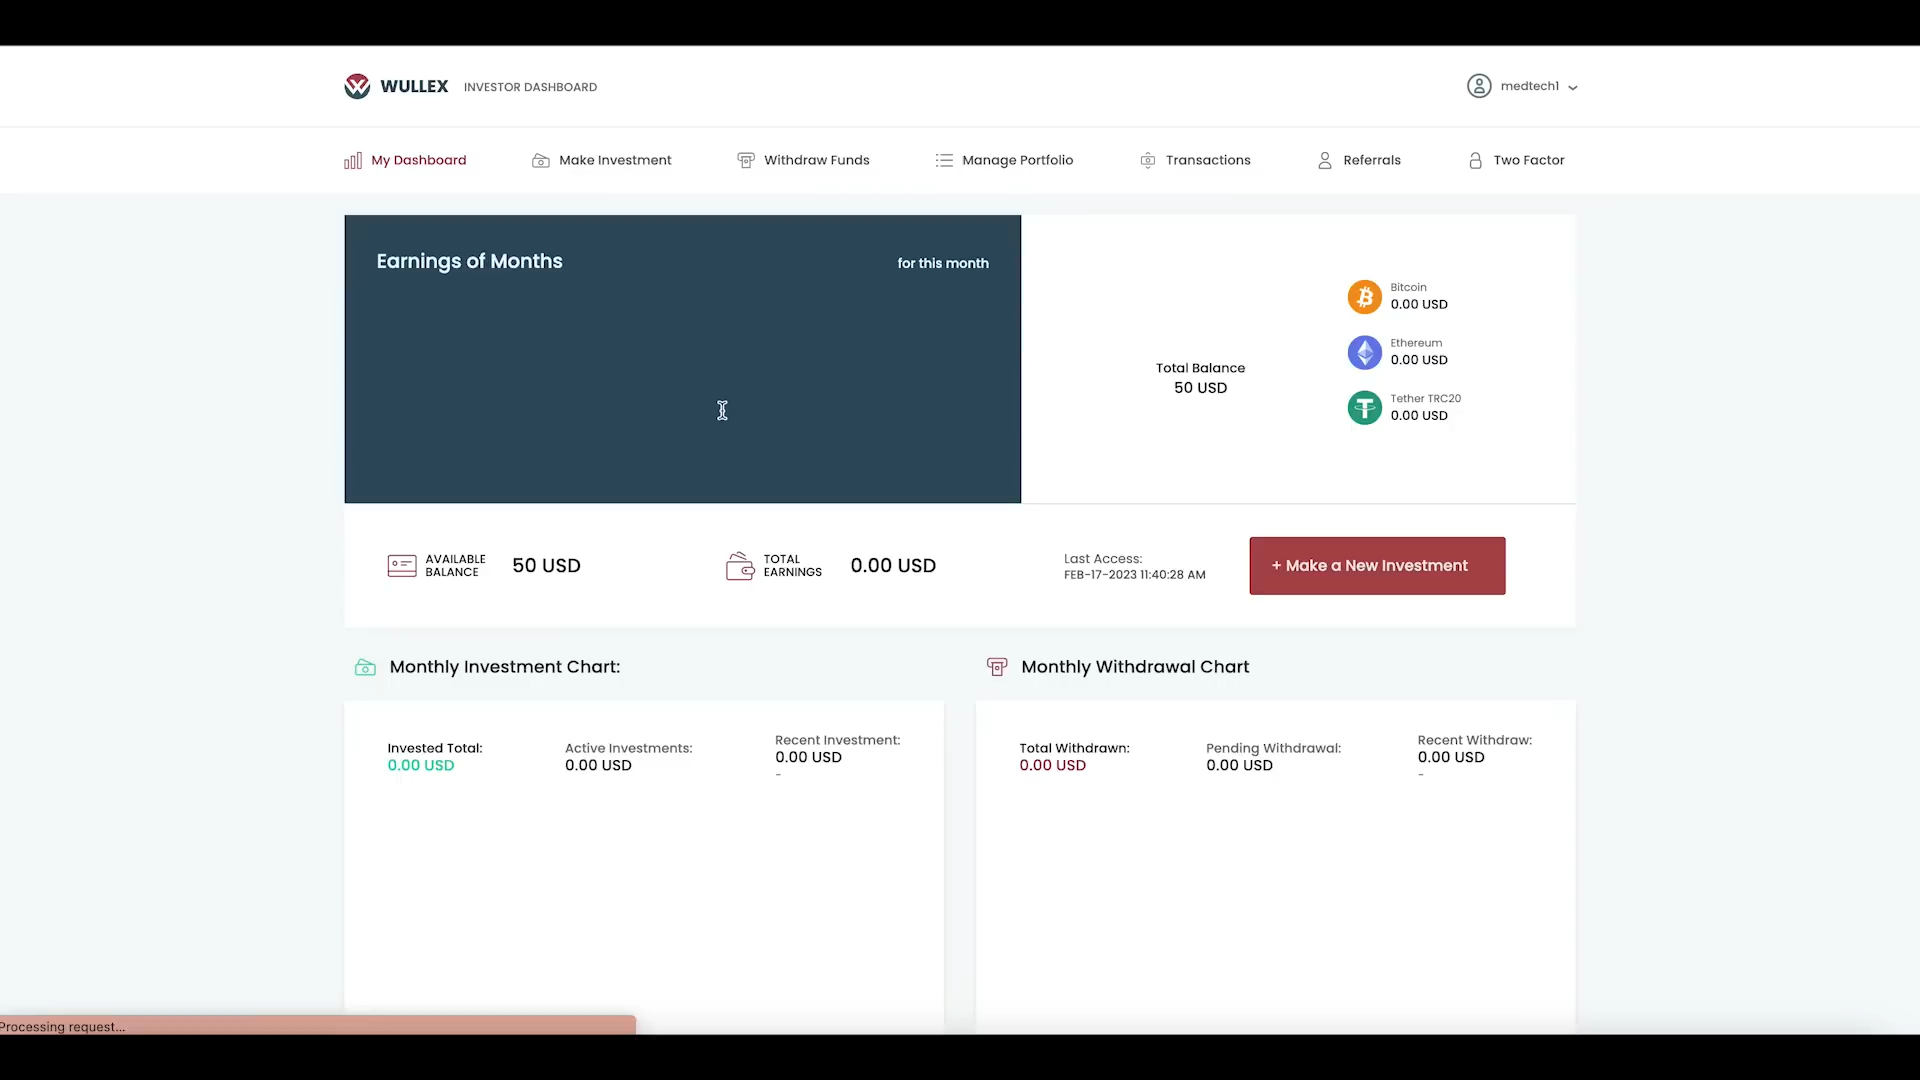 WULLEX INVESTOR DASHBOARD
medtech1
My Dashboard
Make Investment
Withdraw Funds
Manage Portfolio
Transactions
Referrals
Two Factor
Earnings of Months
for this month
Total Balance
50 USD
Bitcoin
0.00 USD
Ethereum
0.00 USD
Tether TRC20
0.00 USD
AVAILABLE
BALANCE
50 USD
TOTAL
EARNINGS
0.00 USD
Last Access:
FEB-17-2023 11:40:28 AM
+ Make a New Investment
Monthly Investment Chart:
Invested Total:
0.00 USD
Active Investments:
0.00 USD
Recent Investment:
0.00 USD
-
Monthly Withdrawal Chart
Total Withdrawn:
0.00 USD
Pending Withdrawal:
0.00 USD
Recent Withdraw:
0.00 USD
-
Processing request...